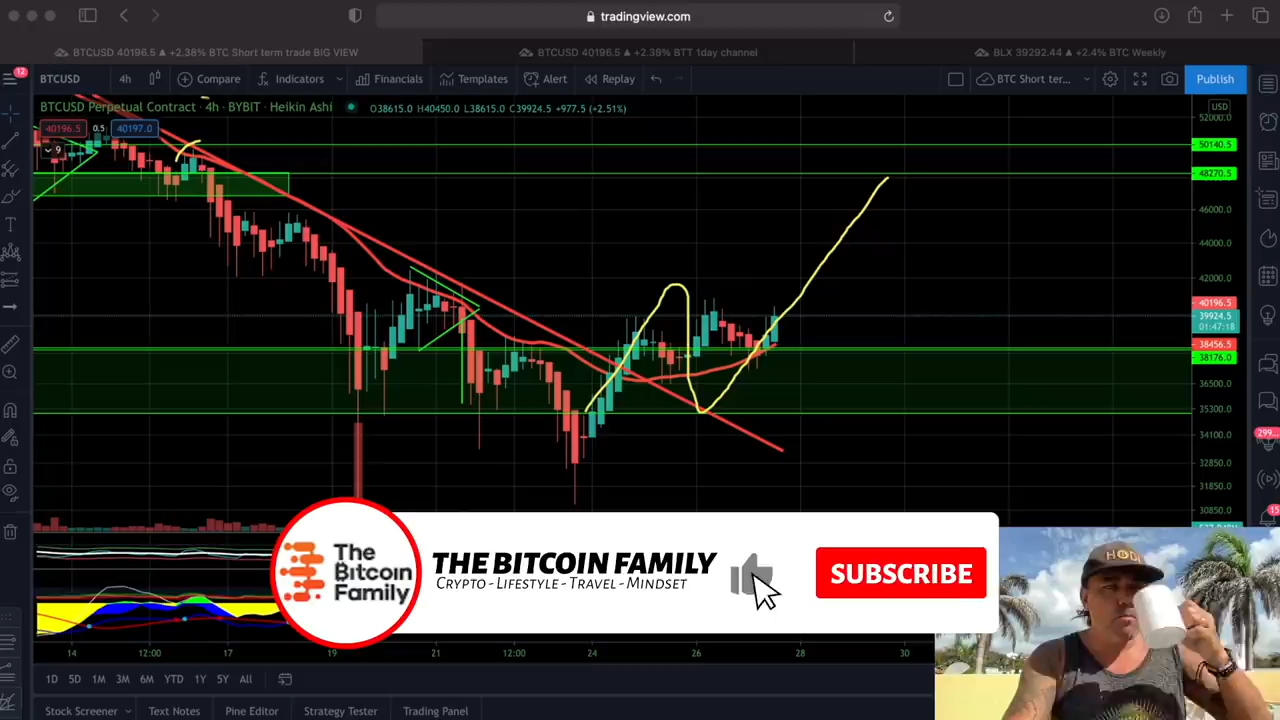 tradingview.com
BTCUSD 40196.5 ▲ +2.38% BTC Short term trade BIG VIEW
BTCUSD 40196.5 ▲ +2.38% BTT 1day channel
BLX 39292.44 ▲ +2.4% BTC Weekly
12
BTCUSD
4h
Compare
Indicators
Financials
Templates
Alert
Replay
BTC Short ter...
Publish
BTCUSD Perpetual Contract · 4h · BYBIT · Heikin Ashi
O38615.0 H40450.0 L38615.0 C39924.5 +977.5 (+2.51%)
USD
52000.0
40196.5
0.5
40197.0
9
50140.5
48270.5
46000.0
44000.0
42000.0
40196.5
39924.5
01:47:18
38456.5
38176.0
36500.0
35300.0
34100.0
32850.0
31850.0
30850.0
299...
15
The
Bitcoin
Family
THE BITCOIN FAMILY
CRYPTO - LIFESTYLE - TRAVEL - MINDSET
SUBSCRIBE
14
12:00
17
19
21
12:00
24
26
28
30
1D
5D
1M
3M
6M
YTD
1Y
5Y
All
Stock Screener
Text Notes
Pine Editor
Strategy Tester
Trading Panel